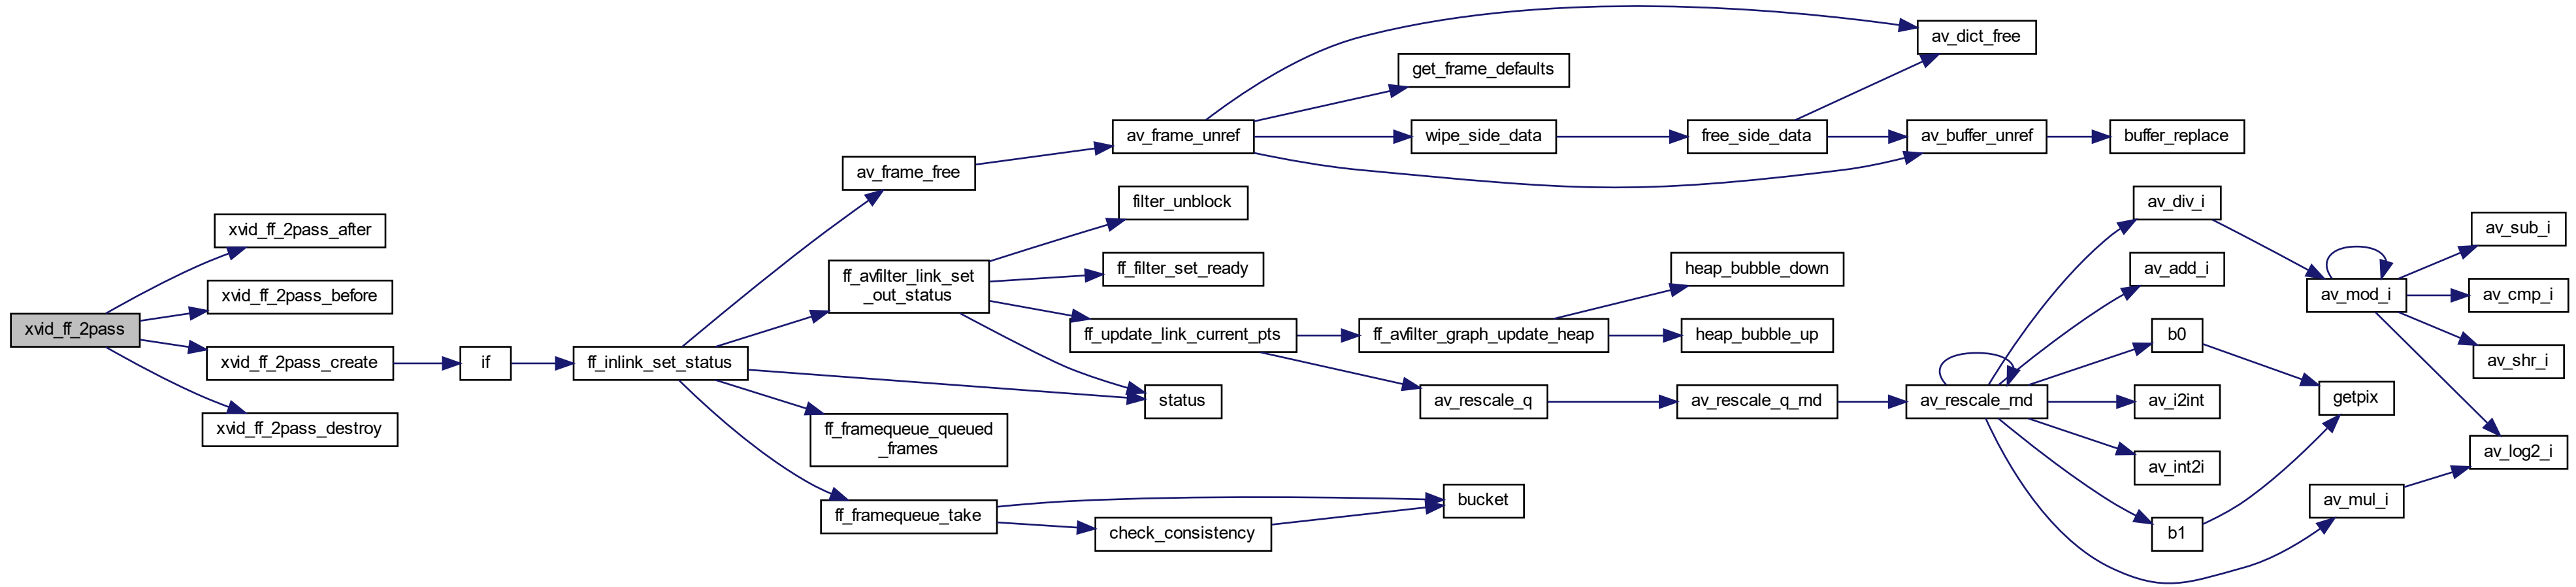 xvid_ff_2pass
xvid_ff_2pass_after
xvid_ff_2pass_before
xvid_ff_2pass_create
xvid_ff_2pass_destroy
if
ff_inlink_set_status
av_frame_free
ff_avfilter_link_set
_out_status
ff_framequeue_queued
_frames
ff_framequeue_take
av_frame_unref
filter_unblock
ff_filter_set_ready
ff_update_link_current_pts
status
check_consistency
bucket
get_frame_defaults
wipe_side_data
ff_avfilter_graph_update_heap
av_rescale_q
free_side_data
heap_bubble_down
heap_bubble_up
av_rescale_q_rnd
av_dict_free
av_buffer_unref
buffer_replace
av_rescale_rnd
av_div_i
av_add_i
b0
av_i2int
av_int2i
b1
av_mod_i
getpix
av_mul_i
av_sub_i
av_cmp_i
av_shr_i
av_log2_i